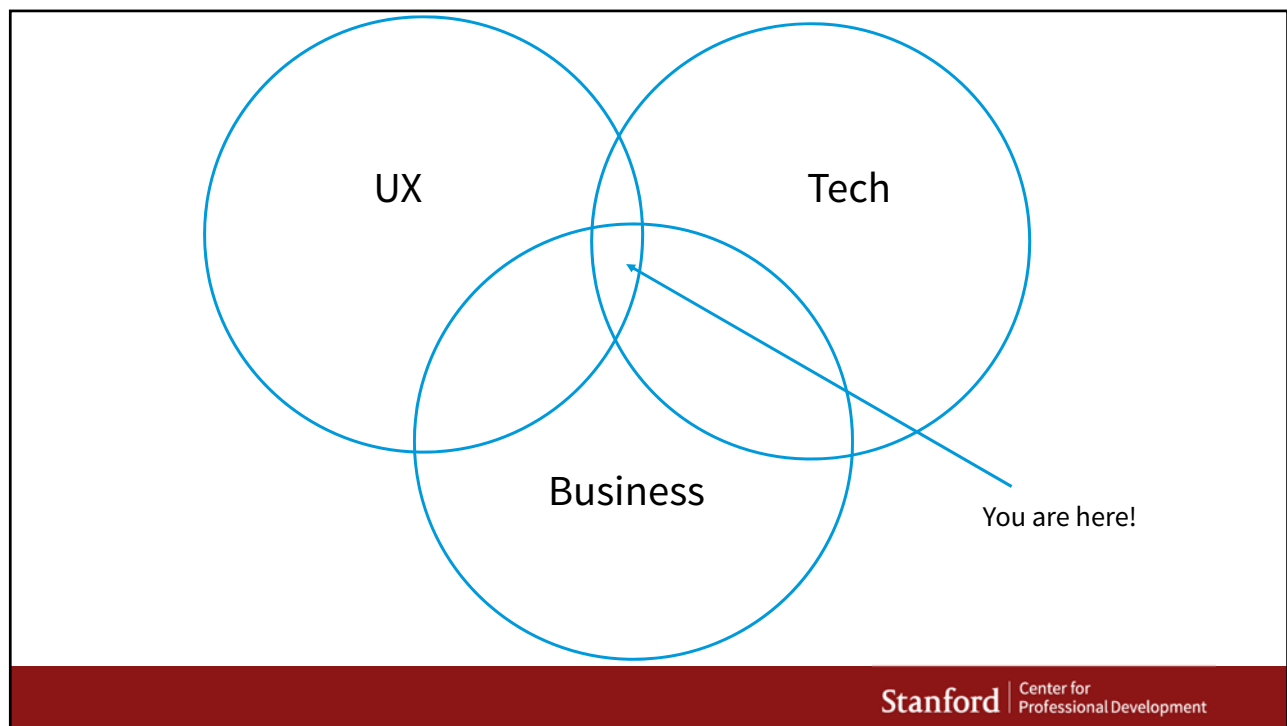 UX
Tech
Business
You are here!
Stanford
Center for
Professional Development